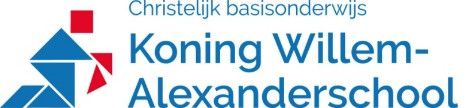 Christelijk basisonderwijs
Koning Willem-
Alexanderschool